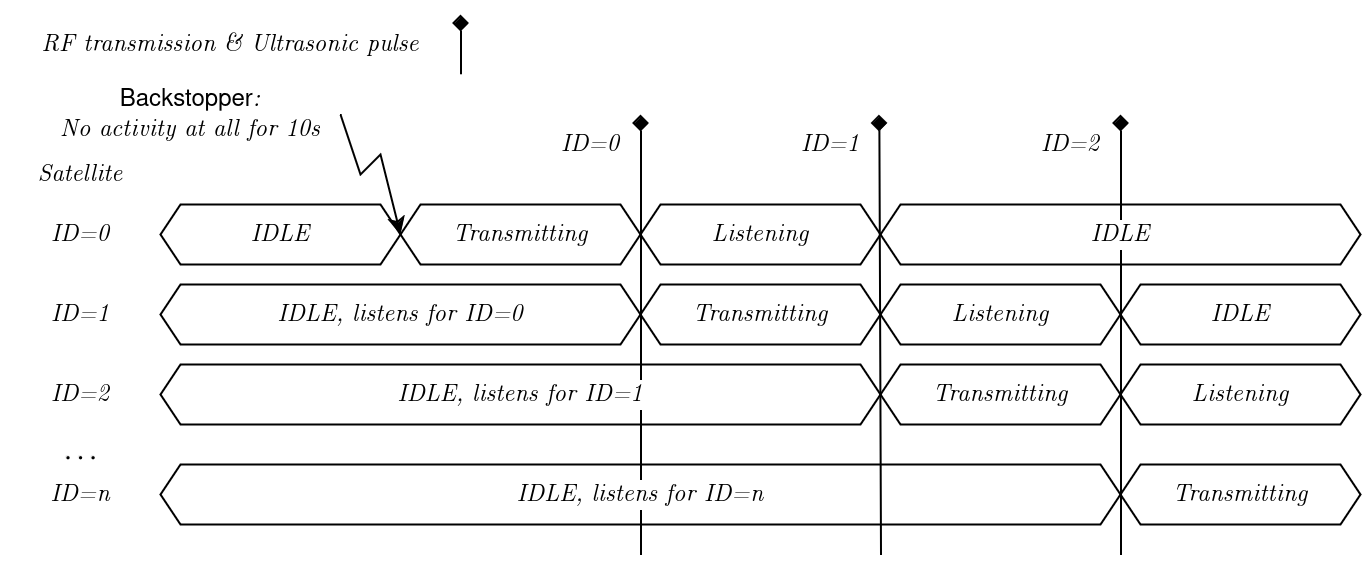 RF transmission & Ultrasonic pulse
Backstopper:
No activity at all for 10s
ID=0 ID=1 ID=2
Satellite
ID=0 IDLE Transmitting Listening IDLE
ID=1 IDLE, listens for ID=0 Transmitting Listening IDLE
ID=2 IDLE, listens for ID=1 Transmitting Listening
...
ID=n IDLE, listens for ID=n Transmitting